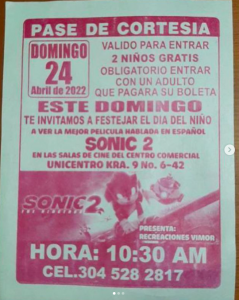 PASE DE CORTESIA
DOMINGO
24
Abril de 2022
VALIDO PARA ENTRAR
2 NIÑOS GRATIS
OBLIGATORIO ENTRAR
CON UN ADULTO
QUE PAGARA SU BOLETA
ESTE DOMINGO
TE INVITAMOS A FESTEJAR EL DIA DEL NIÑO
A VER LA MEJOR PELICULA HABLADA EN ESPAÑOL
SONIC 2
EN LAS SALAS DE CINE DEL CENTRO COMERCIAL
UNICENTRO KRA. 9 No. 6-42
SONIC 2
PRESENTA:
RECREACIONES VIMOR
HORA: 10:30 AM
CEL.304 528 2817